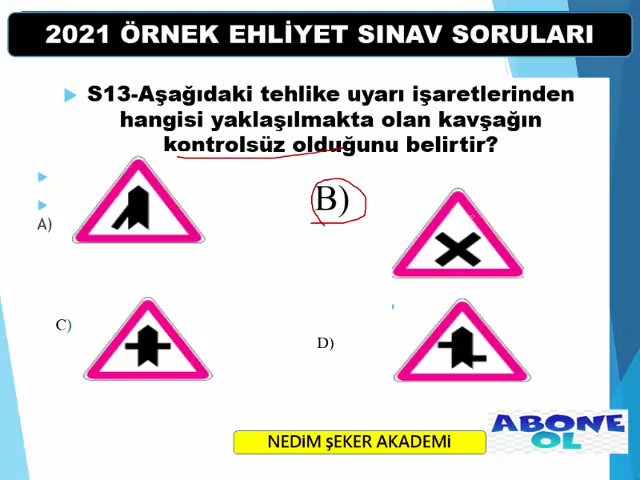 2021 ÖRNEK EHLİYET SINAV SORULARI
S13-Aşağıdaki tehlike uyarı işaretlerinden
hangisi yaklaşılmakta olan kavşağın
kontrolsüz olduğunu belirtir?
A)
B)
C)
D)
NEDiM şEKER AKADEMi
ABONE
OL